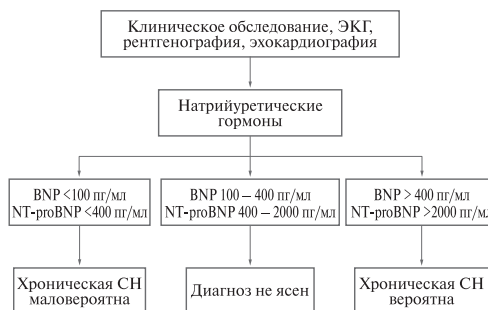 Клиническое обследование, ЭКГ,
рентгенография, эхокардиография
Натрийуретические
гормоны
BNP <100 пг/мл
NT-proBNP <400 пг/мл
BNP 100 – 400 пг/мл
NT-proBNP 400 – 2000 пг/мл
BNP > 400 пг/мл
NT-proBNP >2000 пг/мл
Хроническая СН
маловероятна
Диагноз не ясен
Хроническая СН
вероятна